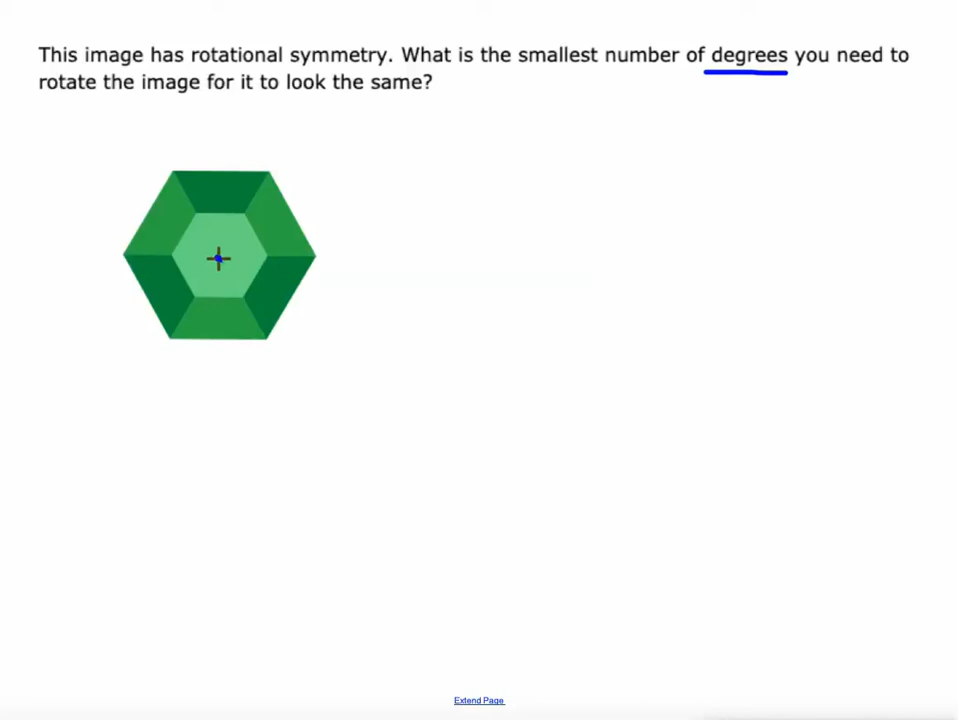 This image has rotational symmetry. What is the smallest number of degrees you need to
rotate the image for it to look the same?
Extend Page